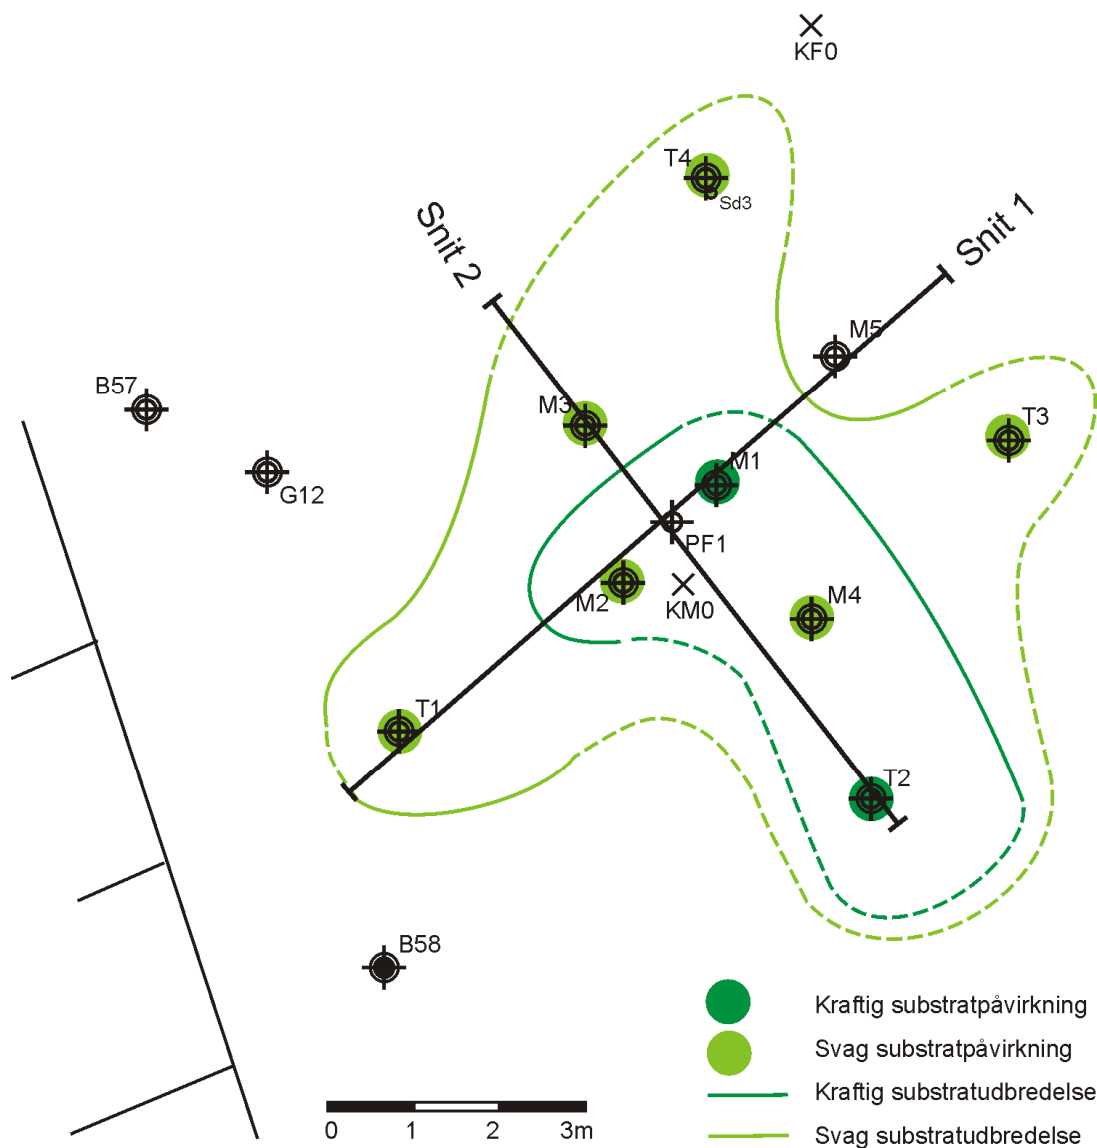 KF0
T4
Sd3
Snit 2
Snit 1
M5
B57
M3
T3
M1
G12
PF1
M2
KM0
M4
T1
T2
B58
Kraftig substratpåvirkning
Svag substratpåvirkning
Kraftig substratudbredelse
Svag substratudbredelse
0 1 2 3m